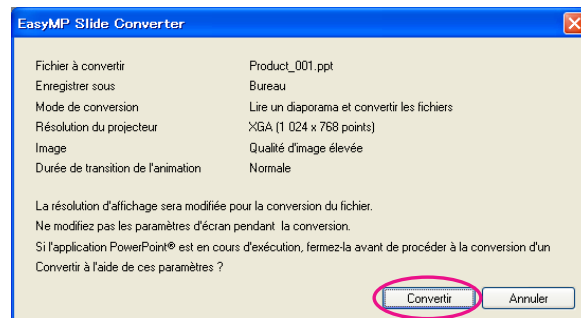 EasyMP Slide Converter
Fichier à convertir Product_001.ppt
Enregistrer sous Bureau
Mode de conversion Lire un diaporama et convertir les fichiers
Résolution du projecteur XGA (1 024 x 768 points)
Image Qualité d'image élevée
Durée de transition de l'animation Normale
La résolution d'affichage sera modifiée pour la conversion du fichier.
Ne modifiez pas les paramètres d'écran pendant la conversion.
Si l'application PowerPoint® est en cours d'exécution, fermez-la avant de procéder à la conversion d'un
Convertir à l'aide de ces paramètres ?
Convertir Annuler